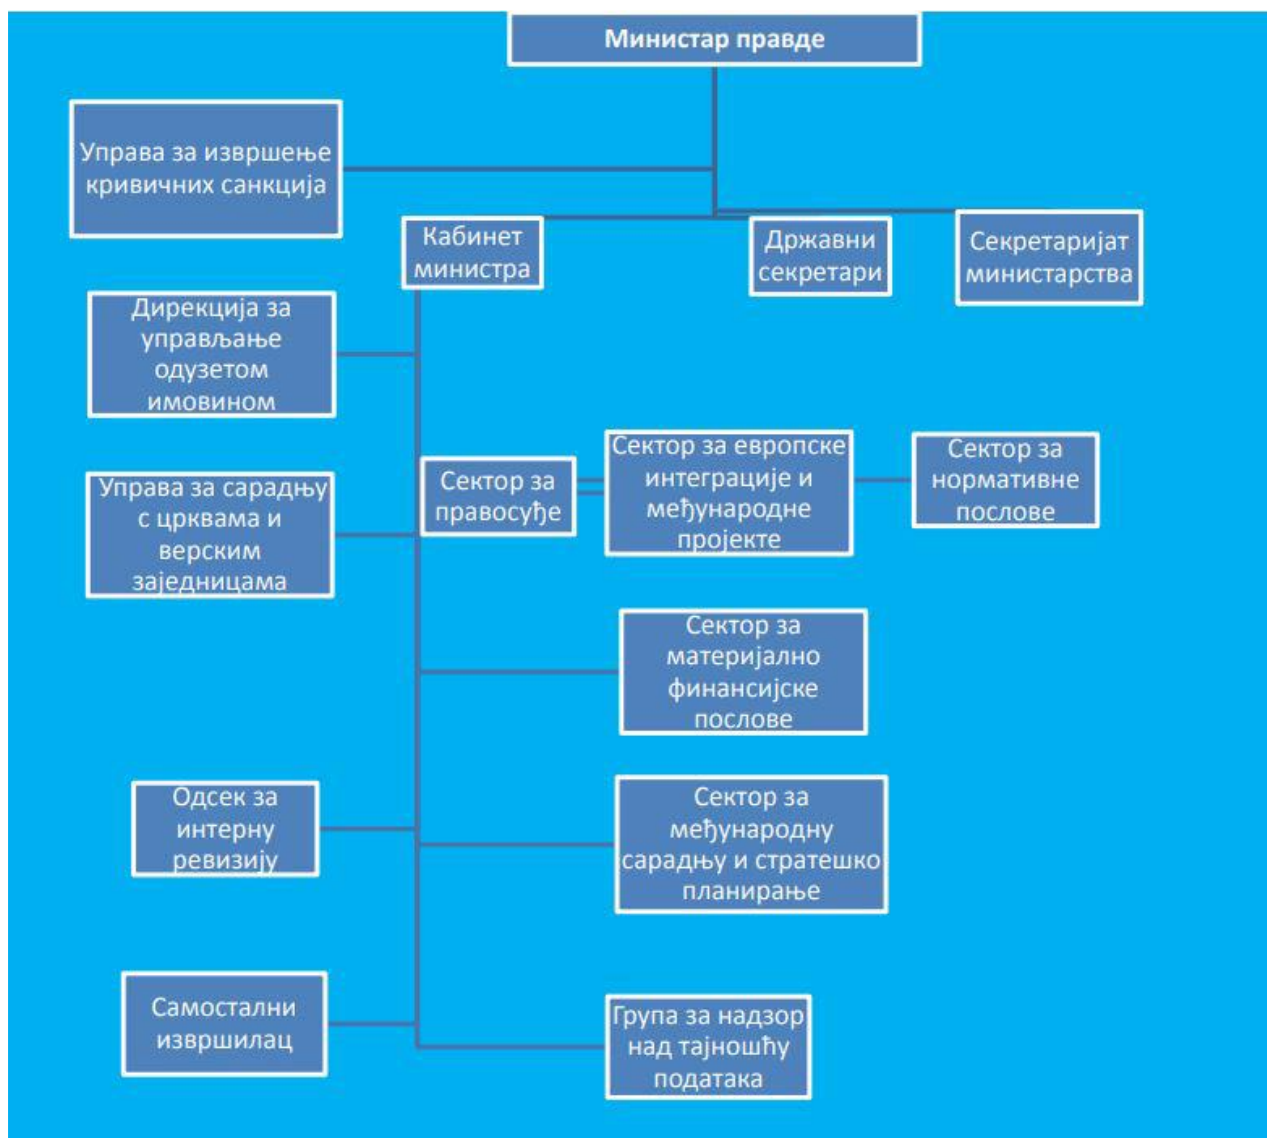 Министар правде
Управа за извршење
кривичних санкција
Кабинет
министра
Државни
секретари
Секретаријат
министарства
Дирекција за
управљање
одузетом
имовином
Сектор за
правосуђе
Сектор за европске
интеграције и
међународне
пројекте
Сектор за
нормативне
послове
Управа за сарадњу
с црквама и
верским
заједницама
Сектор за
материјално
финансијске
послове
Одсек за
интерну
ревизију
Сектор за
међународну
сарадњу и стратешко
планирање
Самостални
извршилац
Група за надзор
над тајношћу
података